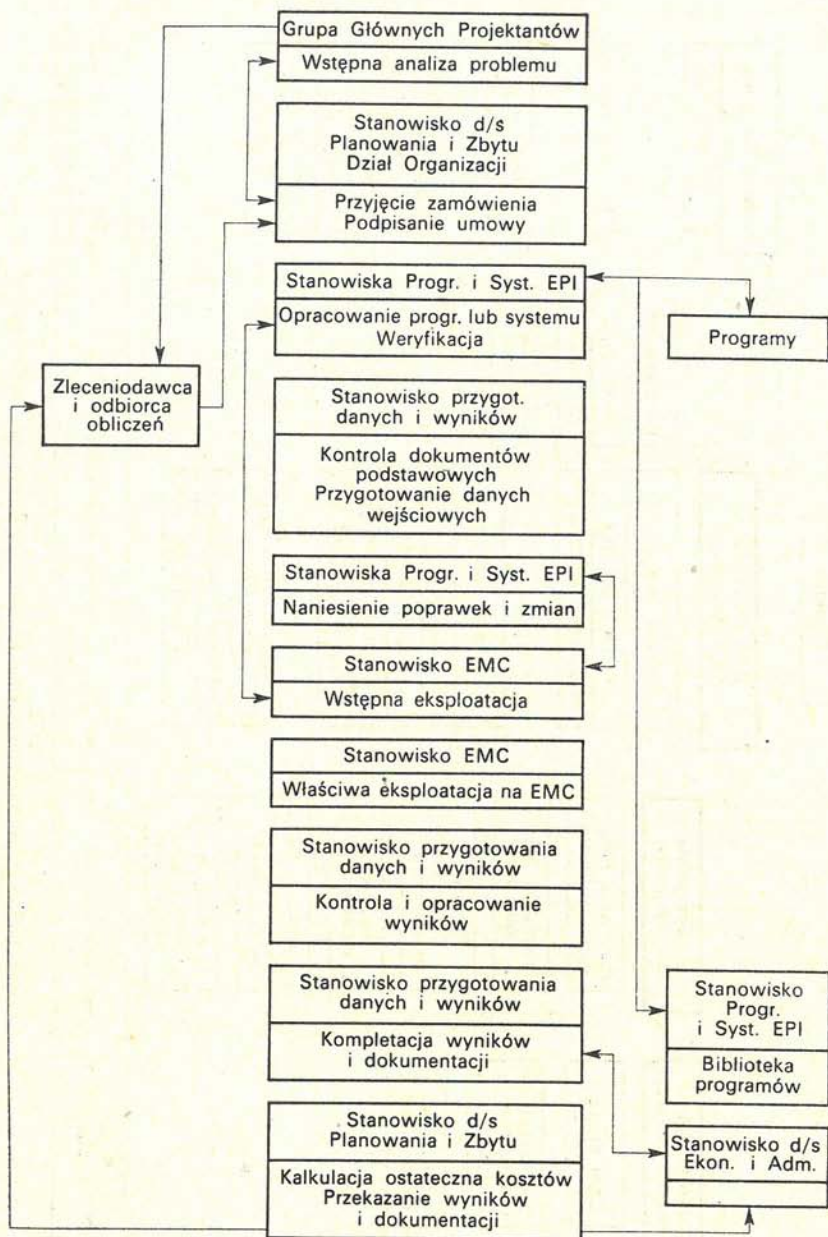 Grupa Głównych Projektantów
Wstępna analiza problemu
Stanowisko d/s
Planowania i Zbytu
Dział Organizacji
Przyjęcie zamówienia
Podpisanie umowy
Stanowiska Progr. i Syst. EPI
Opracowanie progr. lub systemu
Weryfikacja
Programy
Zleceniodawca
i odbiorca
obliczeń
Stanowisko przygot.
danych i wyników
Kontrola dokumentów
podstawowych
Przygotowanie danych
wejściowych
Stanowiska Progr. i Syst. EPI
Naniesienie poprawek i zmian
Stanowisko EMC
Wstępna eksploatacja
Stanowisko EMC
Właściwa eksploatacja na EMC
Stanowisko przygotowania
danych i wyników
Kontrola i opracowanie
wyników
Stanowisko przygotowania
danych i wyników
Kompletacja wyników
i dokumentacji
Stanowisko
Progr.
i Syst. EPI
Biblioteka
programów
Stanowisko d/s
Planowania i Zbytu
Kalkulacja ostateczna kosztów
Przekazanie wyników
i dokumentacji
Stanowisko d/s
Ekon. i Adm.